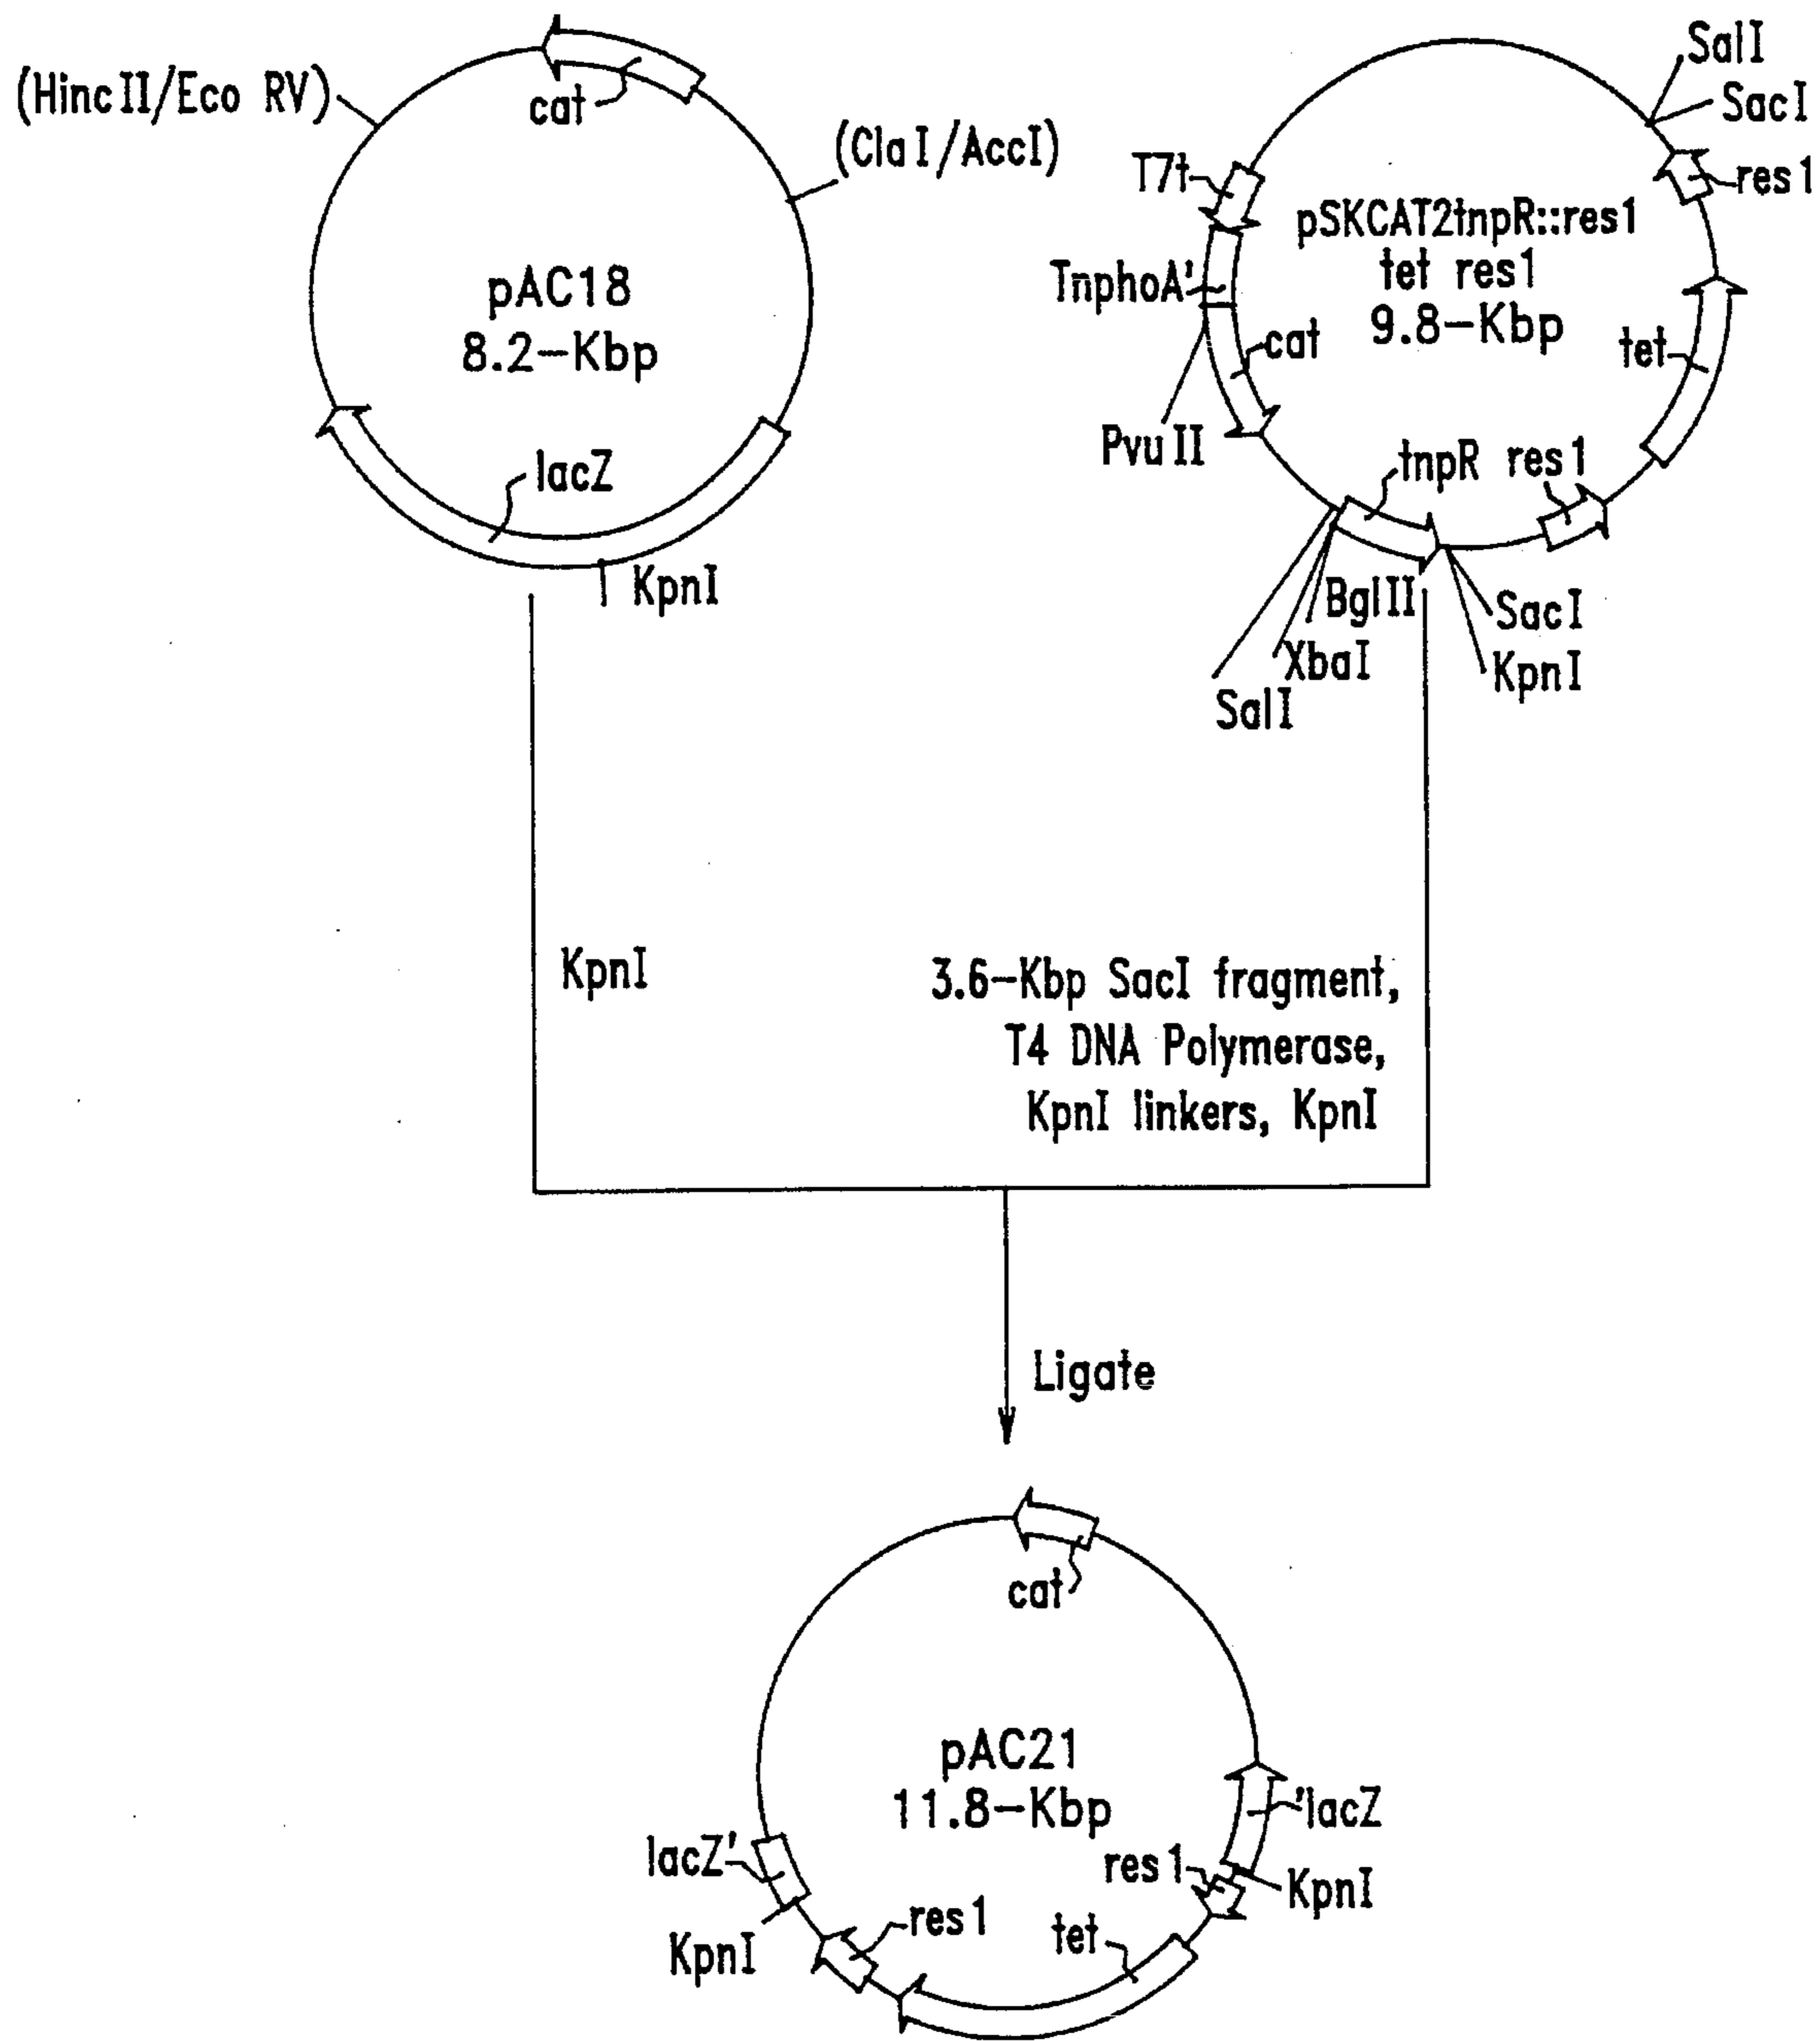 (HincII/Eco RV)
cat
(ClaI/AccI)
pAC18
8.2-Kbp
lacZ
KpnI
SalI
SacI
res1
T7t
pSKCAT2tnpR::res1
tet res1
9.8-Kbp
TnphoA'
cat
tet
PvuII
tnpR
res1
BglII
XbaI
SalI
SacI
KpnI
KpnI
3.6-Kbp SacI fragment,
T4 DNA Polymerase,
KpnI linkers, KpnI
Ligate
cat
pAC21
11.8-Kbp
'lacZ
lacZ'
res1
KpnI
KpnI
res1
tet